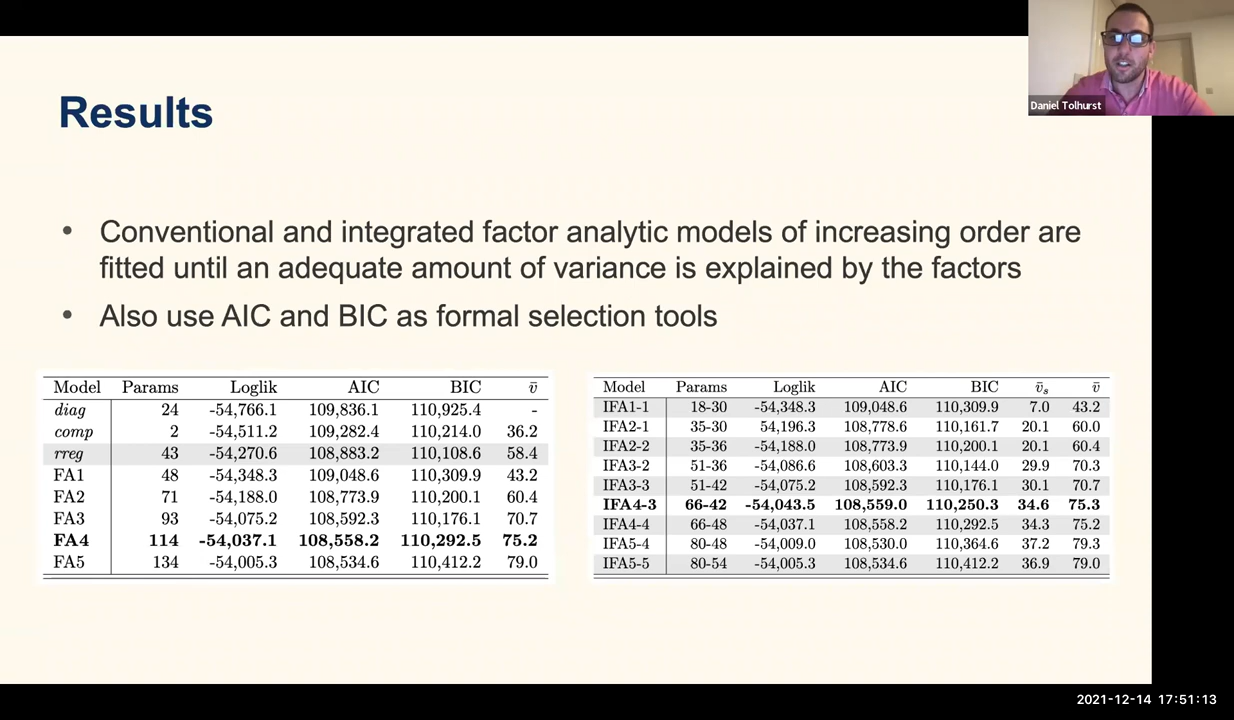 Daniel Tolhurst
Results
• Conventional and integrated factor analytic models of increasing order are
fitted until an adequate amount of variance is explained by the factors
• Also use AIC and BIC as formal selection tools
Model Params Loglik AIC BIC v̄
diag 24 -54,766.1 109,836.1 110,925.4 -
comp 2 -54,511.2 109,282.4 110,214.0 36.2
rreg 43 -54,270.6 108,883.2 110,108.6 58.4
FA1 48 -54,348.3 109,048.6 110,309.9 43.2
FA2 71 -54,188.0 108,773.9 110,200.1 60.4
FA3 93 -54,075.2 108,592.3 110,176.1 70.7
FA4 114 -54,037.1 108,558.2 110,292.5 75.2
FA5 134 -54,005.3 108,534.6 110,412.2 79.0
Model Params Loglik AIC BIC v̄s v̄
IFA1-1 18-30 -54,348.3 109,048.6 110,309.9 7.0 43.2
IFA2-1 35-30 54,196.3 108,778.6 110,161.7 20.1 60.0
IFA2-2 35-36 -54,188.0 108,773.9 110,200.1 20.1 60.4
IFA3-2 51-36 -54,086.6 108,603.3 110,144.0 29.9 70.3
IFA3-3 51-42 -54,075.2 108,592.3 110,176.1 30.1 70.7
IFA4-3 66-42 -54,043.5 108,559.0 110,250.3 34.6 75.3
IFA4-4 66-48 -54,037.1 108,558.2 110,292.5 34.3 75.2
IFA5-4 80-48 -54,009.0 108,530.0 110,364.6 37.2 79.3
IFA5-5 80-54 -54,005.3 108,534.6 110,412.2 36.9 79.0
2021-12-14 17:51:13